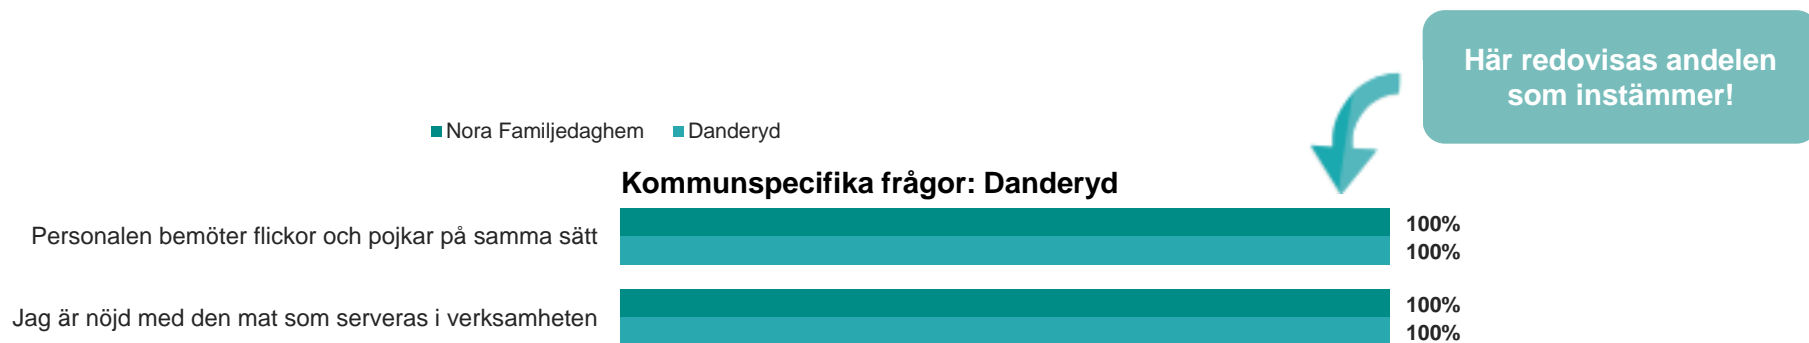 Här redovisas andelen
som instämmer!
Nora Familjedaghem Danderyd
Kommunspecifika frågor: Danderyd
Personalen bemöter flickor och pojkar på samma sätt
100%
100%
Jag är nöjd med den mat som serveras i verksamheten
100%
100%